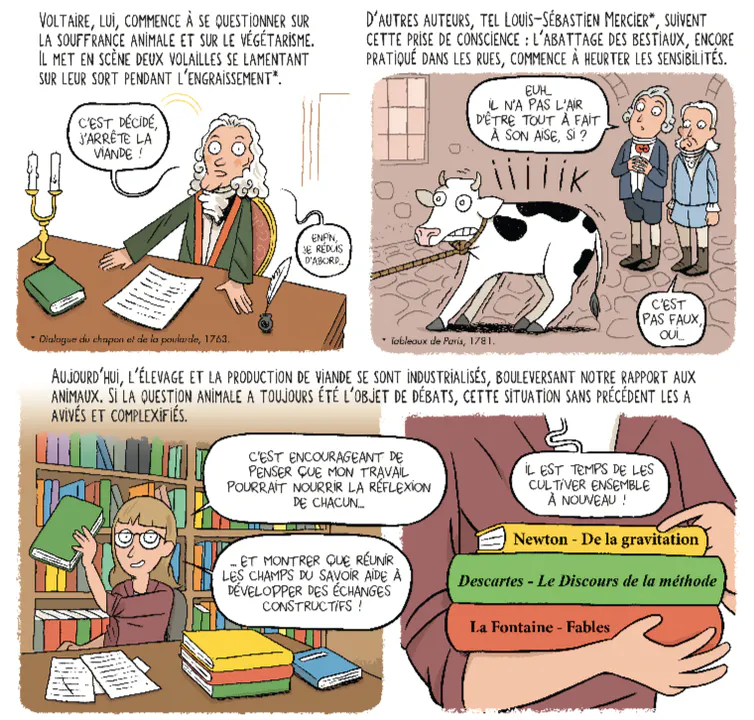 VOLTAIRE, LUI, COMMENCE À SE QUESTIONNER SUR
LA SOUFFRANCE ANIMALE ET SUR LE VÉGÉTARISME.
IL MET EN SCÈNE DEUX VOLAILLES SE LAMENTANT
SUR LEUR SORT PENDANT L'ENGRAISSEMENT*.
C'EST DÉCIDÉ,
J'ARRÊTE LA
VIANDE !
ENFIN,
JE RÉDUIS
D'ABORD...
* Dialogue du chapon et de la poularde, 1763.
D'AUTRES AUTEURS, TEL LOUIS-SÉBASTIEN MERCIER*, SUIVENT
CETTE PRISE DE CONSCIENCE : L'ABATTAGE DES BESTIAUX, ENCORE
PRATIQUÉ DANS LES RUES, COMMENCE À HEURTER LES SENSIBILITÉS.
EUH...
IL N'A PAS L'AIR
D'ÊTRE TOUT À FAIT
À SON AISE, SI ?
IIIIIK
C'EST
PAS FAUX,
OUI...
* Tableaux de Paris, 1781.
AUJOURD'HUI, L'ÉLEVAGE ET LA PRODUCTION DE VIANDE SE SONT INDUSTRIALISÉS, BOULEVERSANT NOTRE RAPPORT AUX
ANIMAUX. SI LA QUESTION ANIMALE A TOUJOURS ÉTÉ L'OBJET DE DÉBATS, CETTE SITUATION SANS PRÉCÉDENT LES A
AVIVÉS ET COMPLEXIFIÉS.
C'EST ENCOURAGEANT DE
PENSER QUE MON TRAVAIL
POURRAIT NOURRIR LA RÉFLEXION
DE CHACUN...
... ET MONTRER QUE RÉUNIR
LES CHAMPS DU SAVOIR AIDE À
DÉVELOPPER DES ÉCHANGES
CONSTRUCTIFS !
IL EST TEMPS DE LES
CULTIVER ENSEMBLE
À NOUVEAU !
Newton - De la gravitation
Descartes - Le Discours de la méthode
La Fontaine - Fables